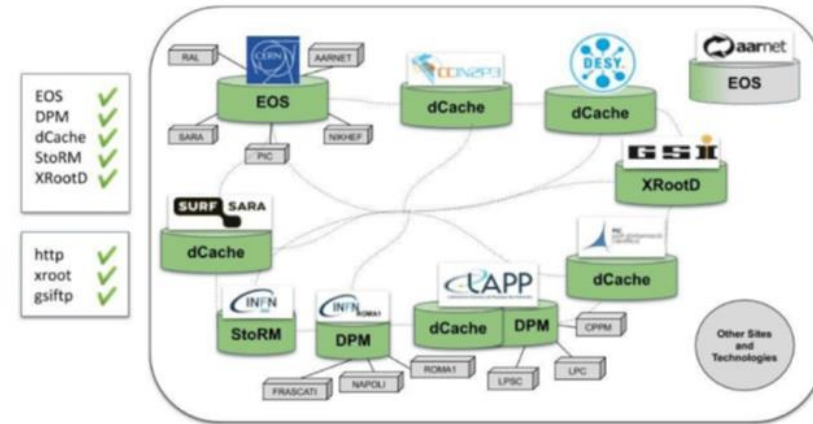 EOS
DPM
dCache
StoRM
XRootD
http
xroot
gsiftp
RAL
CERN
AARNET
EOS
SARA
PIC
NIKHEF
CCIN2P3
dCache
DESY
dCache
aarnet
EOS
GSI
XRootD
SURF SARA
dCache
dCache
INFN
StoRM
INFN
ROMA1
DPM
FRASCATI
NAPOLI
ROMA1
LAPP
dCache
DPM
CPPM
LPSC
LPC
Other Sites
and
Technologies